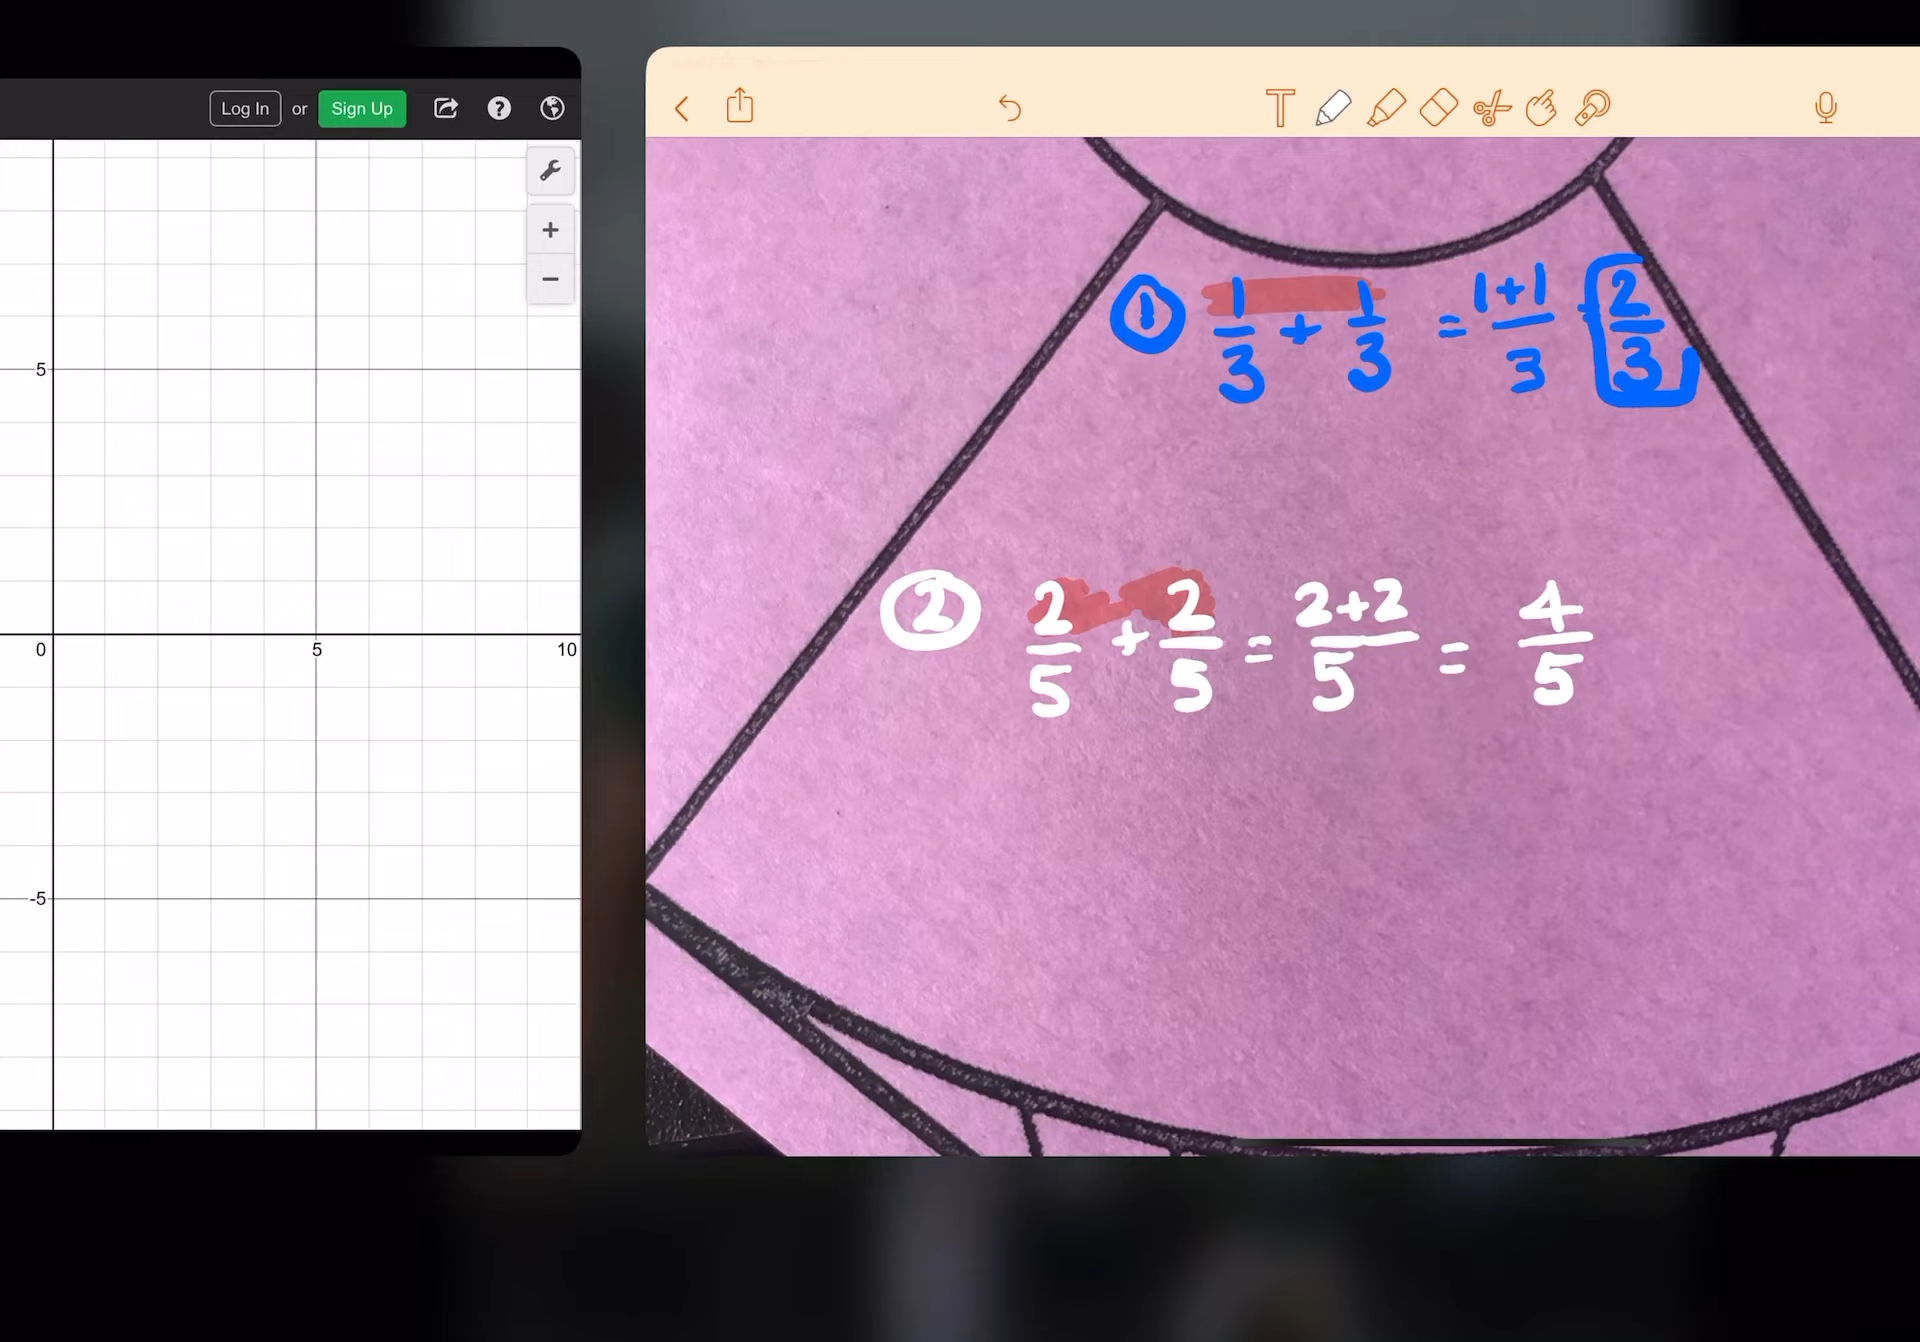 Log In or Sign Up
5
0 5 10
-5
① 1/3 + 1/3 = 1+1/3 = 2/3
② 2/5 + 2/5 = 2+2/5 = 4/5